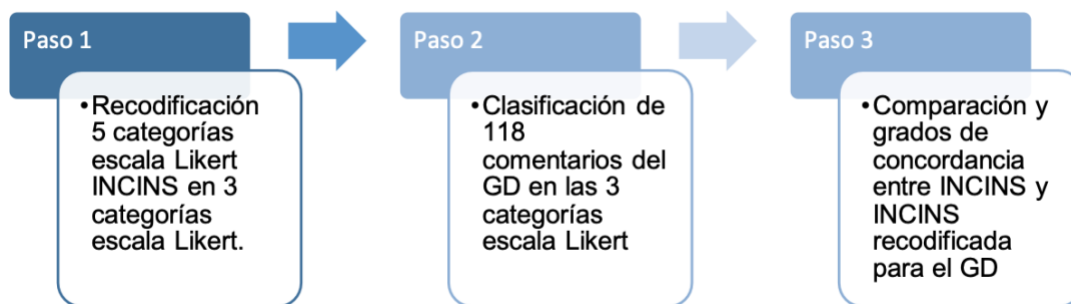 Paso 1
•Recodificación
5 categorías
escala Likert
INCINS en 3
categorías
escala Likert.
Paso 2
•Clasificación de
118
comentarios del
GD en las 3
categorías
escala Likert
Paso 3
•Comparación y
grados de
concordancia
entre INCINS y
INCINS
recodificada
para el GD